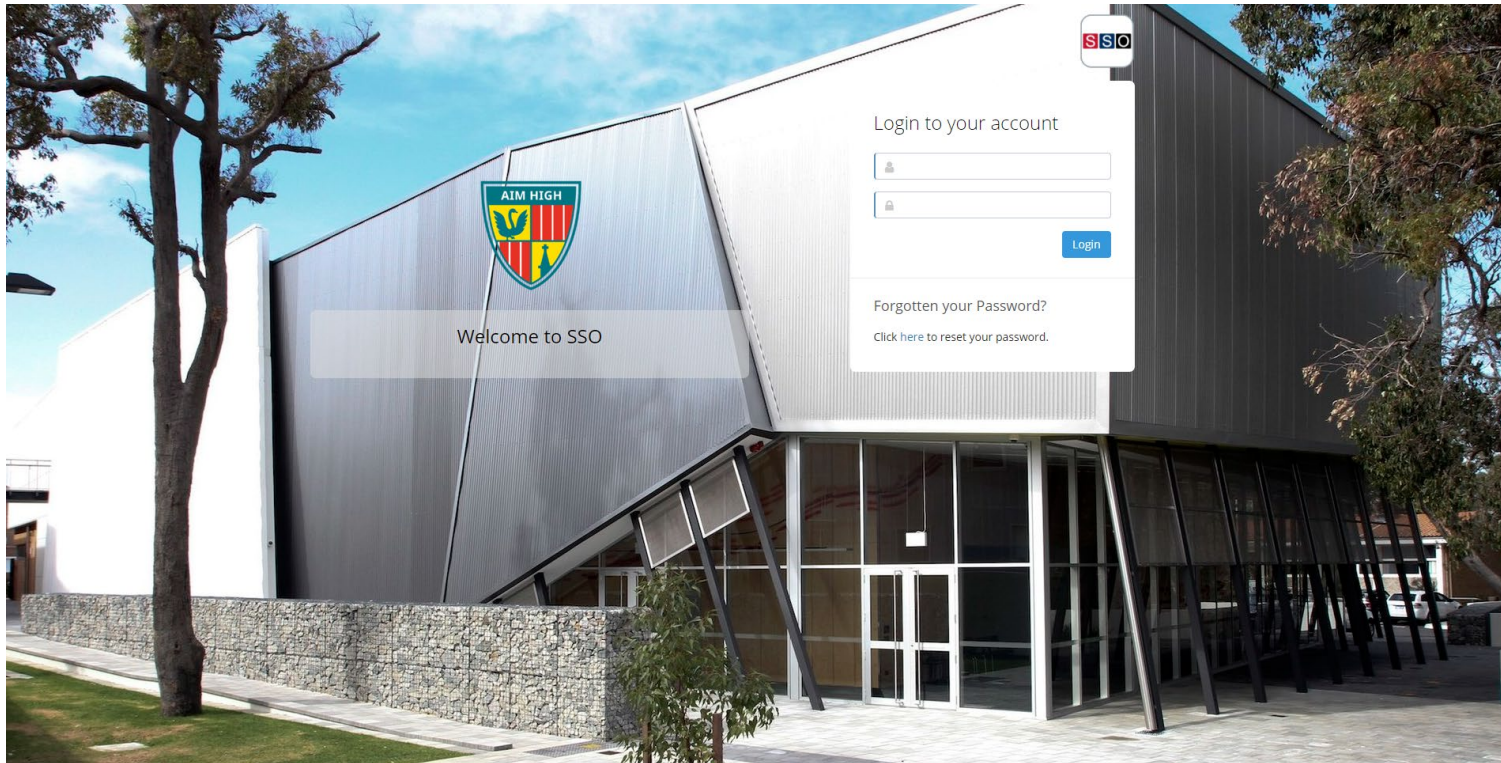 SSO
AIM HIGH
Welcome to SSO
Login to your account
Login
Forgotten your Password?
Click here to reset your password.